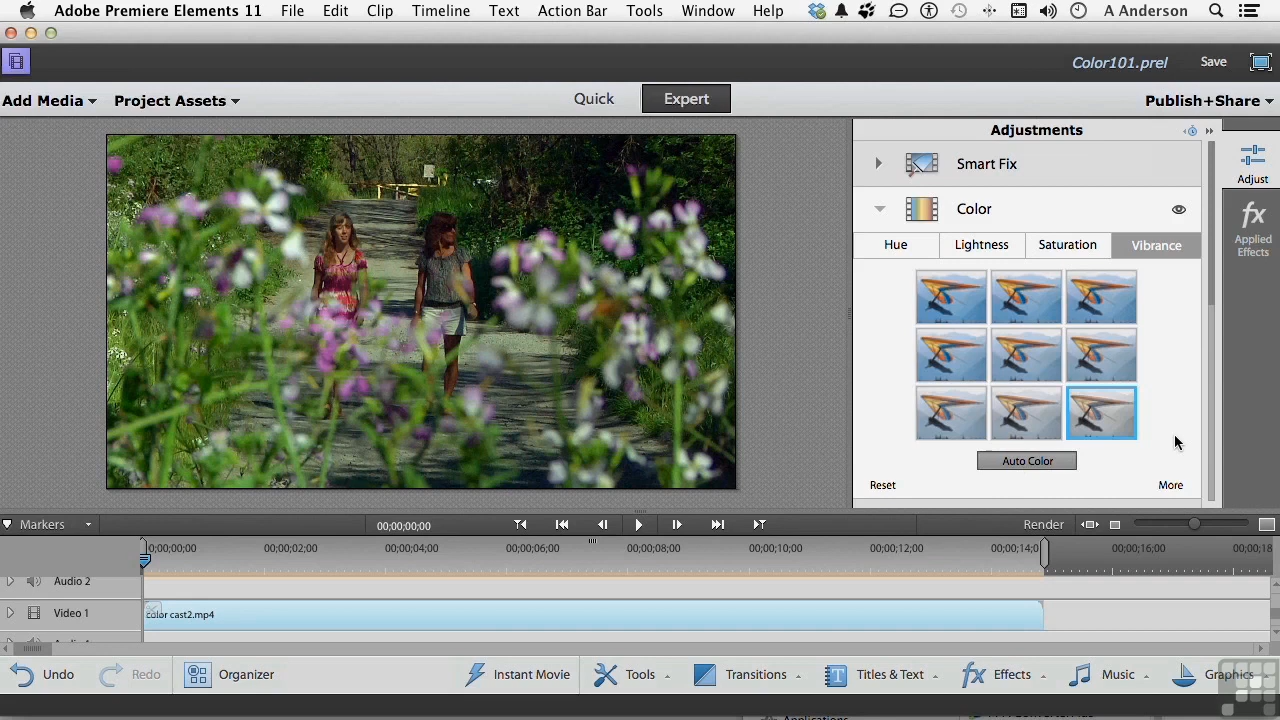 Adobe Premiere Elements 11 File Edit Clip Timeline Text Action Bar Tools Window Help A Anderson
Color101.prel Save
Add Media Project Assets Quick Expert Publish+Share
Adjustments
Smart Fix
Adjust
Color
Hue Lightness Saturation Vibrance
Applied
Effects
Auto Color
Reset More
Markers 00;00;00;00 Render
00;00;00;00 00;00;02;00 00;00;04;00 00;00;06;00 00;00;08;00 00;00;10;00 00;00;12;00 00;00;14;0 00;00;16;00 00;00;18
Audio 2
Video 1 color cast2.mp4
Undo Redo Organizer Instant Movie Tools Transitions Titles & Text fx Effects Music Graphics